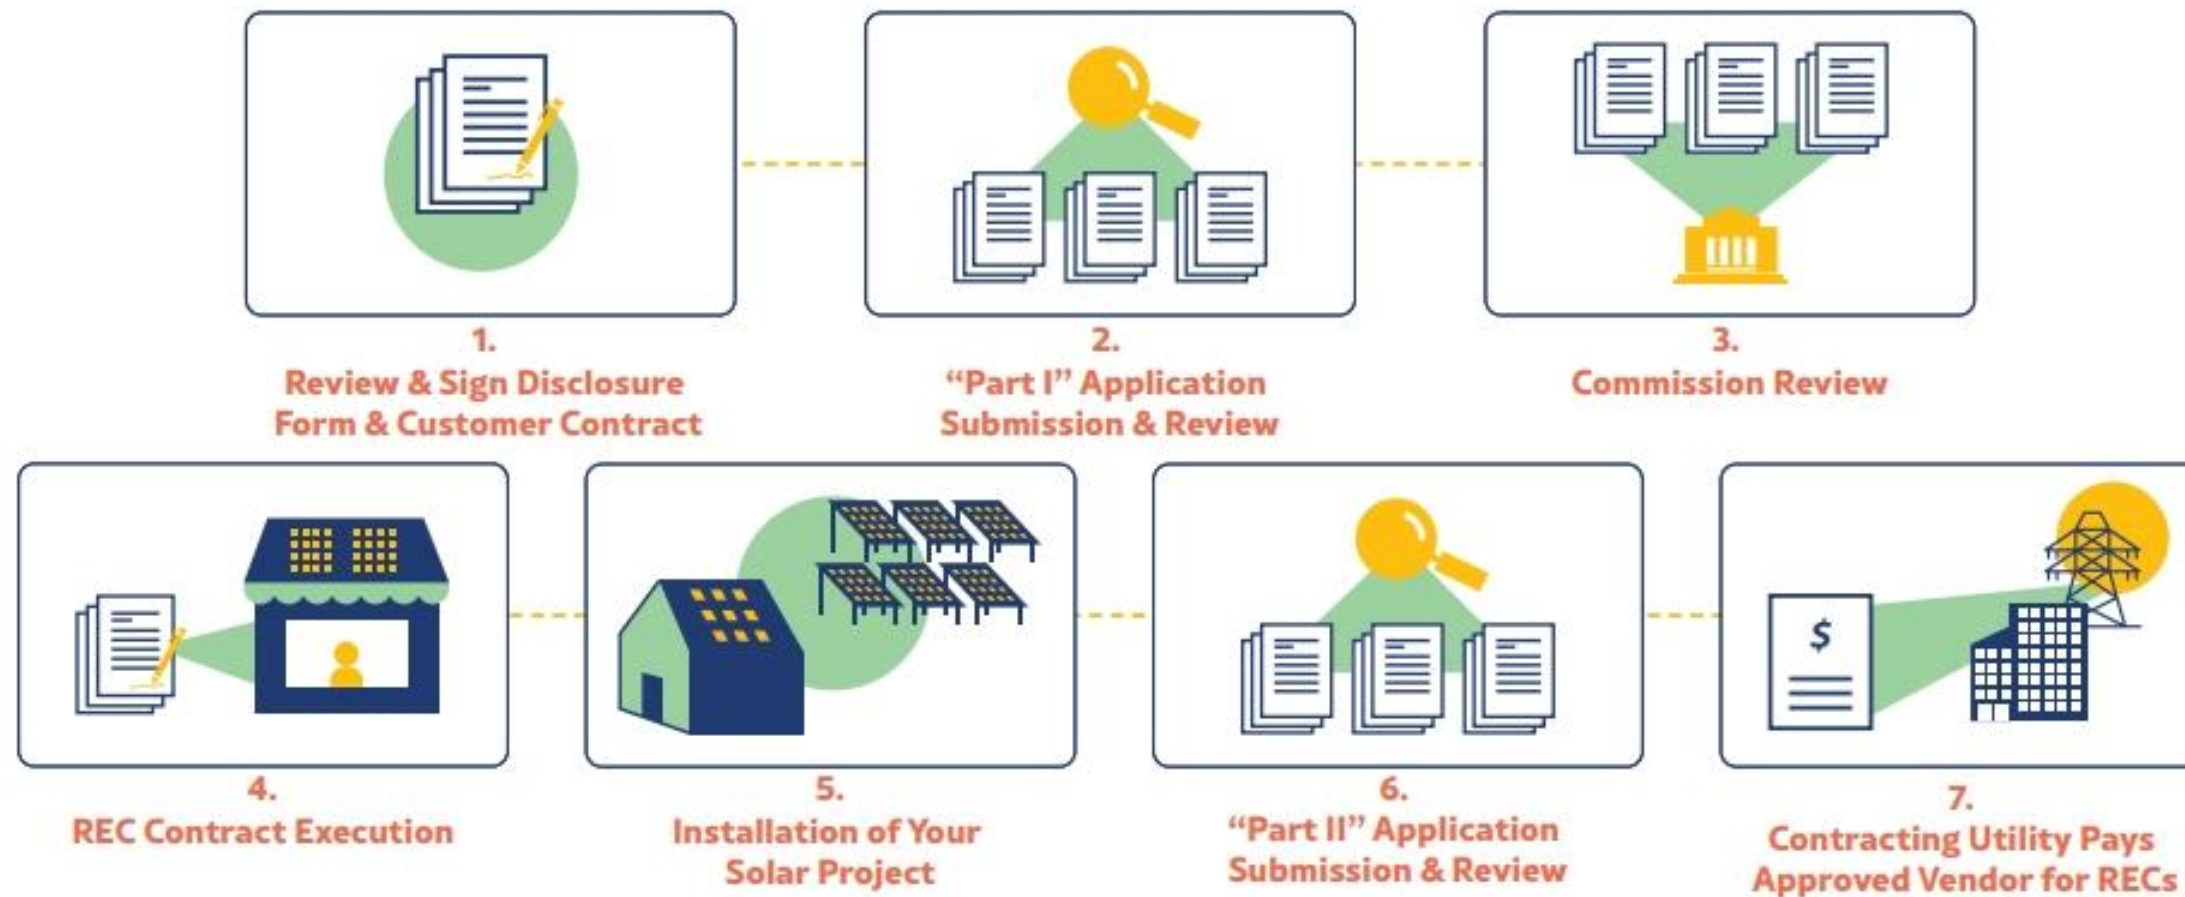 1.
Review & Sign Disclosure
Form & Customer Contract
2.
“Part I” Application
Submission & Review
3.
Commission Review
4.
REC Contract Execution
5.
Installation of Your
Solar Project
6.
“Part II” Application
Submission & Review
$
7.
Contracting Utility Pays
Approved Vendor for RECs